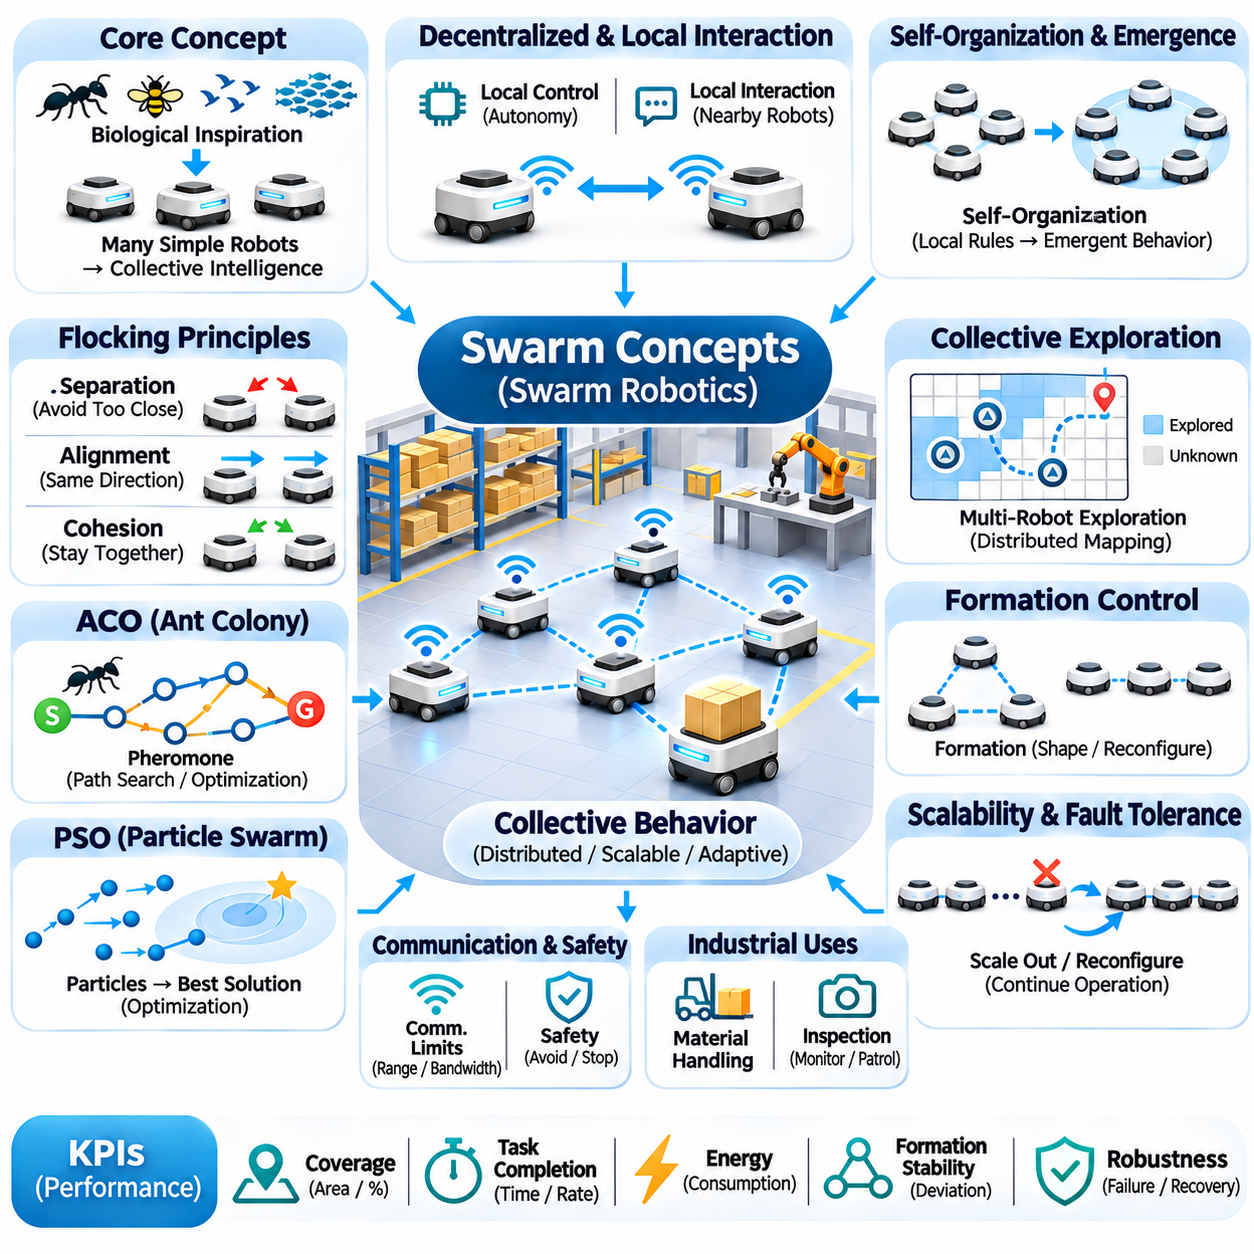 Core Concept
Biological Inspiration
Many Simple Robots
→ Collective Intelligence
Decentralized & Local Interaction
Local Control
(Autonomy)
Local Interaction
(Nearby Robots)
Self-Organization & Emergence
Self-Organization
(Local Rules → Emergent Behavior)
Flocking Principles
.Separation
(Avoid Too Close)
Alignment
(Same Direction)
Cohesion
(Stay Together)
Swarm Concepts
(Swarm Robotics)
Collective Exploration
Explored
Unknown
Multi-Robot Exploration
(Distributed Mapping)
ACO (Ant Colony)
S
G
Pheromone
(Path Search / Optimization)
Formation Control
Formation (Shape / Reconfigure)
PSO (Particle Swarm)
Particles → Best Solution
(Optimization)
Collective Behavior
(Distributed / Scalable / Adaptive)
Scalability & Fault Tolerance
Scale Out / Reconfigure
(Continue Operation)
Communication & Safety
Comm.
Limits
(Range / Bandwidth)
Safety
(Avoid / Stop)
Industrial Uses
Material
Handling
Inspection
(Monitor / Patrol)
KPIs
(Performance)
Coverage
(Area / %)
Task
Completion
(Time / Rate)
Energy
(Consumption)
Formation
Stability
(Deviation)
Robustness
(Failure / Recovery)